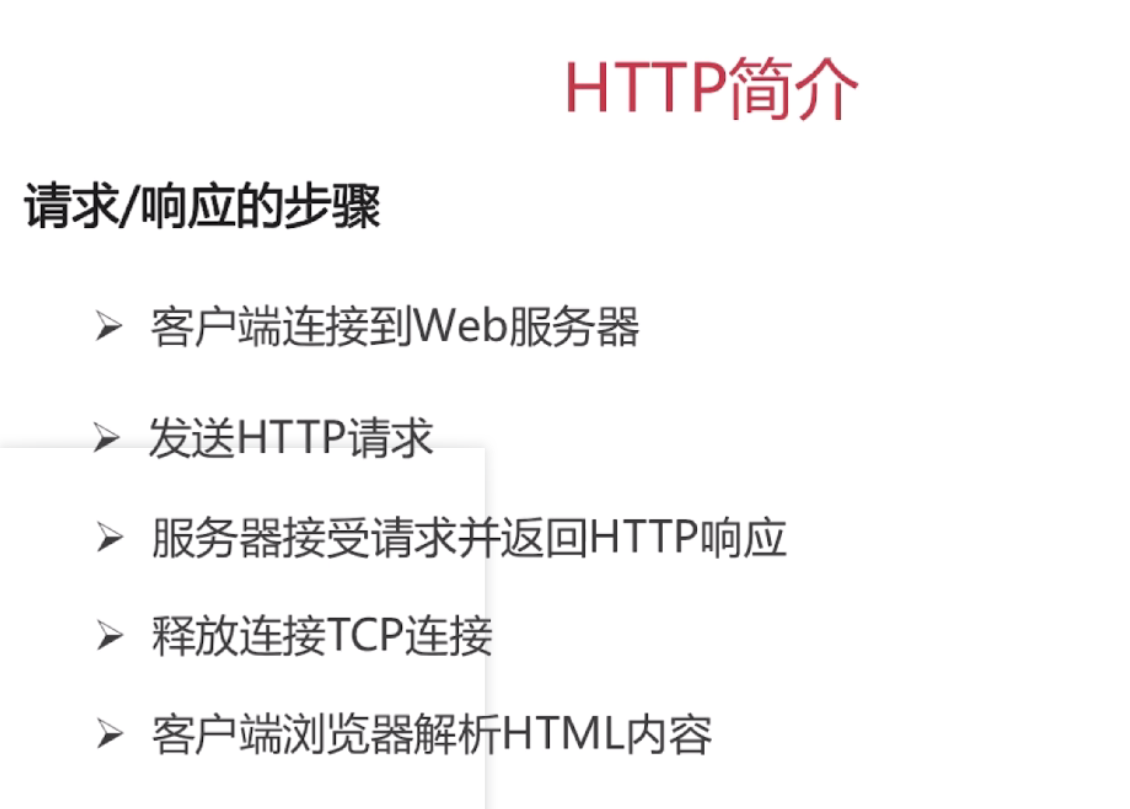 HTTP简介
请求/响应的步骤
➢ 客户端连接到Web服务器
➢ 发送HTTP请求
➢ 服务器接受请求并返回HTTP响应
➢ 释放连接TCP连接
➢ 客户端浏览器解析HTML内容